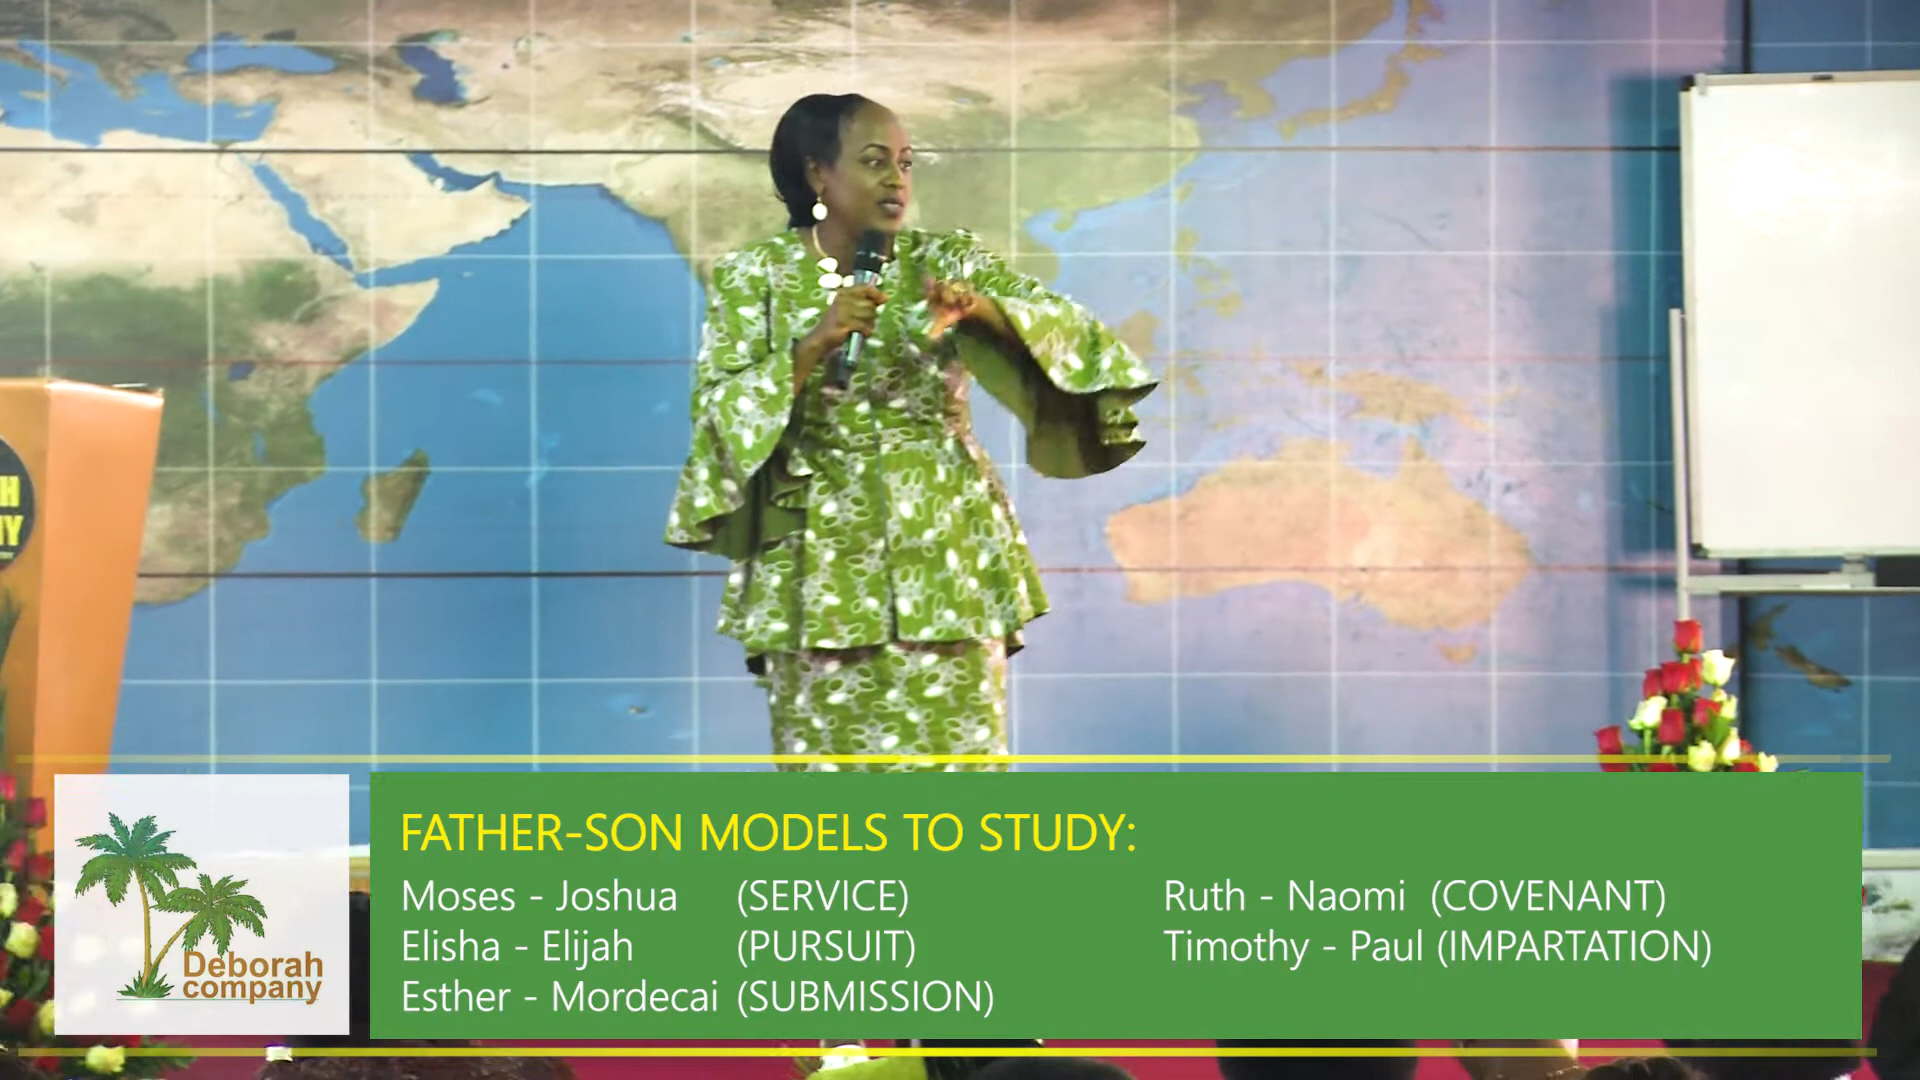 H
NY
FATHER-SON MODELS TO STUDY:
Moses - Joshua (SERVICE)
Elisha - Elijah (PURSUIT)
Esther - Mordecai (SUBMISSION)
Ruth - Naomi (COVENANT)
Timothy - Paul (IMPARTATION)
Deborah
company